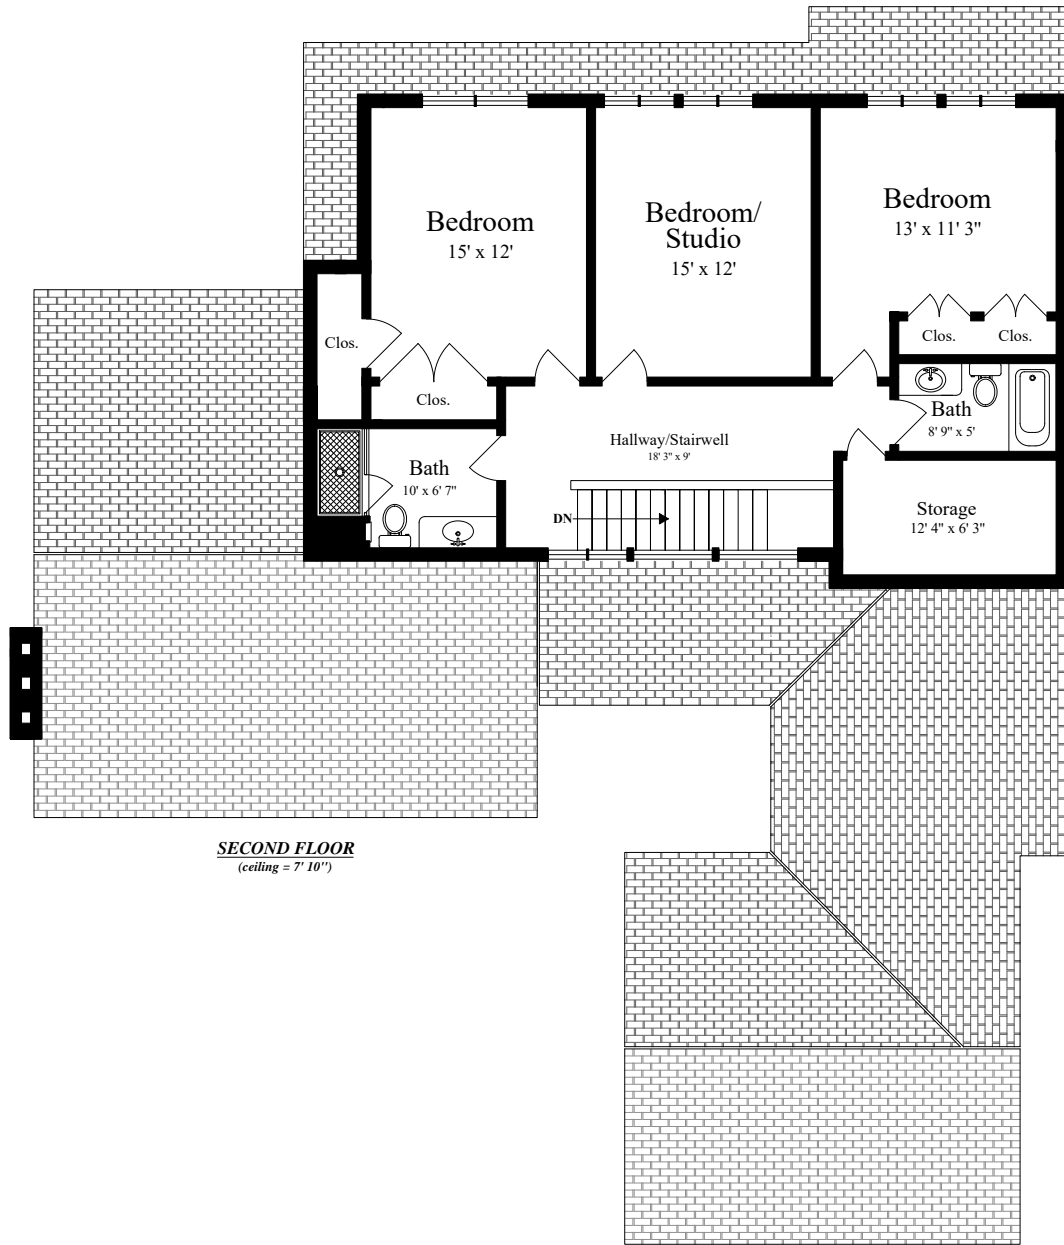 Bedroom
15' x 12'
Bedroom/
Studio
15' x 12'
Bedroom
13' x 11' 3"
Clos.
Clos.
Clos.
Clos.
Bath
8' 9" x 5'
Hallway/Stairwell
18' 3" x 9'
Bath
10' x 6' 7"
DN
Storage
12' 4" x 6' 3"
SECOND FLOOR
(ceiling = 7' 10")